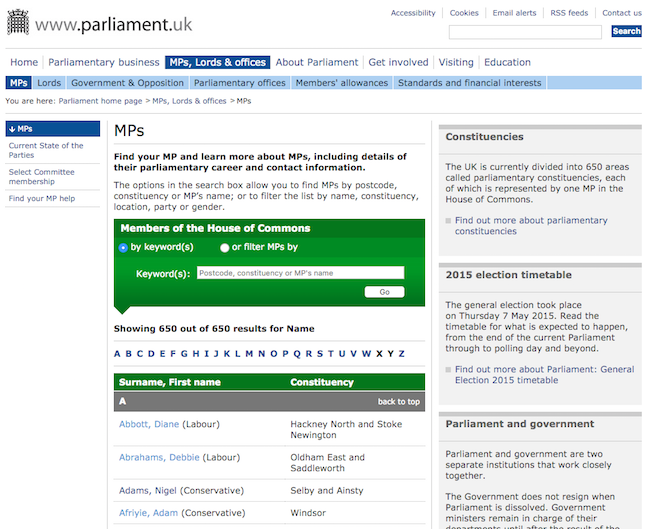 Accessibility Cookies Email alerts RSS feeds Contact us
www.parliament.uk
Search
Home Parliamentary business MPs, Lords & offices About Parliament Get involved Visiting Education
MPs Lords Government & Opposition Parliamentary offices Members' allowances Standards and financial interests
You are here: Parliament home page > MPs, Lords & offices > MPs
MPs
Current State of the
Parties
Select Committee
membership
Find your MP help
MPs
Find your MP and learn more about MPs, including details of
their parliamentary career and contact information.
The options in the search box allow you to find MPs by postcode,
constituency or MP's name; or to filter the list by name, constituency,
location, party or gender.
Members of the House of Commons
by keyword(s) or filter MPs by
Keyword(s): Postcode, constituency or MP's name
Go
Showing 650 out of 650 results for Name
A B C D E F G H I J K L M N O P Q R S T U V W X Y Z
Surname, First name Constituency
A back to top
Abbott, Diane (Labour) Hackney North and Stoke
Newington
Abrahams, Debbie (Labour) Oldham East and
Saddleworth
Adams, Nigel (Conservative) Selby and Ainsty
Afriyie, Adam (Conservative) Windsor
Constituencies
The UK is currently divided into 650 areas
called parliamentary constituencies, each
of which is represented by one MP in the
House of Commons.
Find out more about parliamentary
constituencies
2015 election timetable
The general election took place
on Thursday 7 May 2015. Read the
timetable for what is expected to happen,
from the end of the current Parliament
through to polling day and beyond.
Find out more about Parliament: General
Election 2015 timetable
Parliament and government
Parliament and government are two
separate institutions that work closely
together.
The Government does not resign when
Parliament is dissolved. Government
ministers remain in charge of their
departments until after the result of the